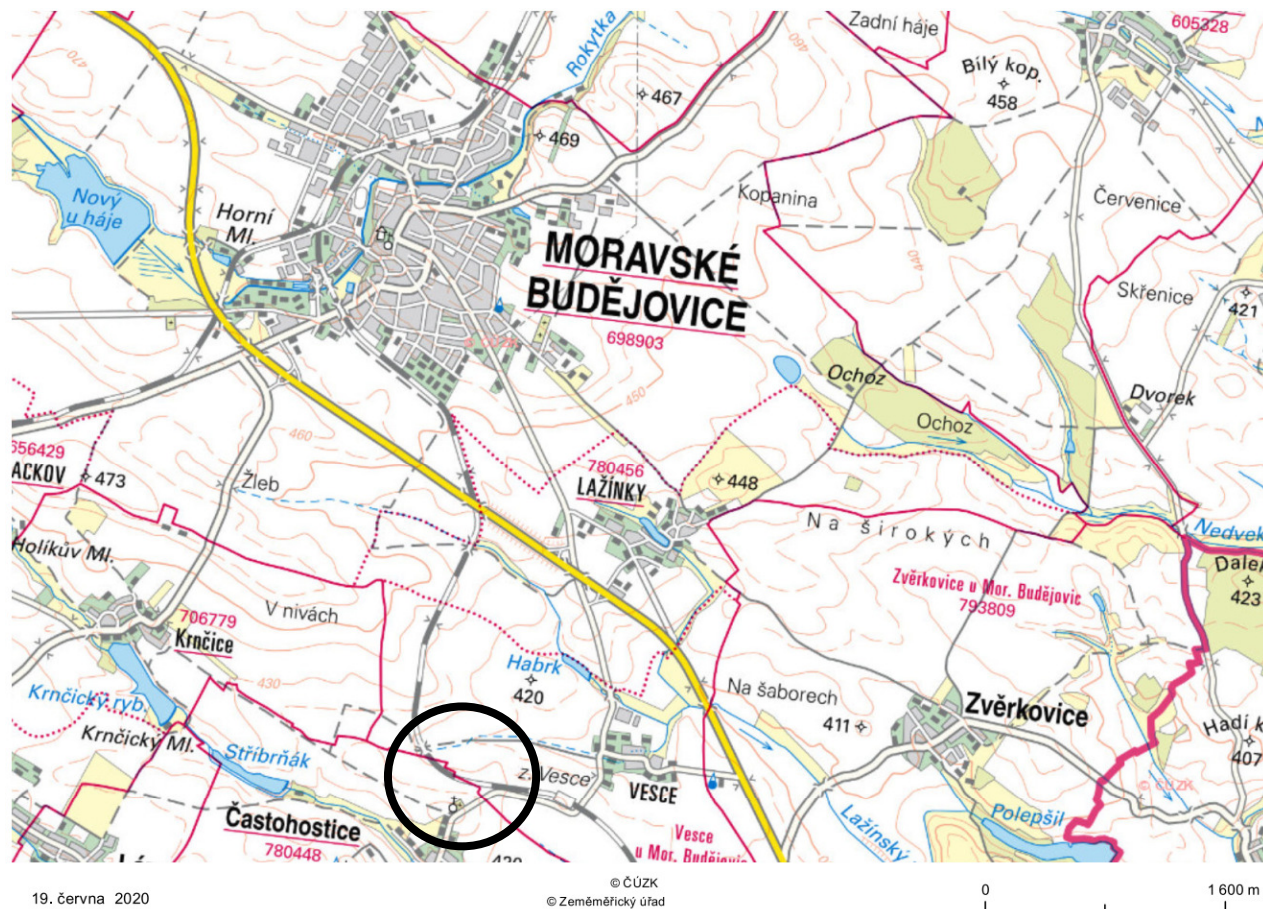 Zadní háje
605328
470
Rokytka
460
Bílý kop.
458
467
469
Nový
u háje
Horní
Ml.
Kopanina
Červenice
440
MORAVSKÉ
BUDĚJOVICE
698903
Skřenice
421
Ochoz
Dvorek
450
Ochoz
460
656429
ACKOV
473
Žleb
780456
LAŽÍNKY
448
Na širokých
Nedvek
Holíkův Ml.
Zvěrkovice u Mor. Budějovic
793809
423
706779
Krnčice
V nivách
430
Habrk
420
Na šaborech
411
Zvěrkovice
Krnčický ryb.
Krnčický Ml.
Stříbrňák
z. Vesce
VESCE
407
© ČÚZK
Polepšil
Častohostice
780448
Vesce
u Mor. Budějovic
Lažínský
19. června 2020
© ČÚZK
© Zeměměřický úřad
0
1 600 m